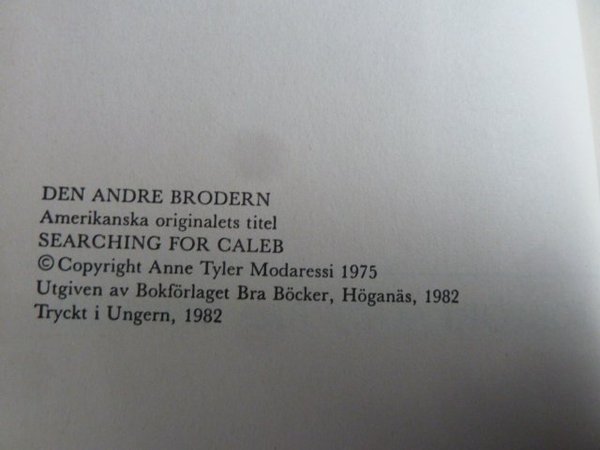 DEN ANDRE BRODERN
Amerikanska originalets titel
SEARCHING FOR CALEB
© Copyright Anne Tyler Modaressi 1975
Utgiven av Bokförlaget Bra Böcker, Höganäs, 1982
Tryckt i Ungern, 1982